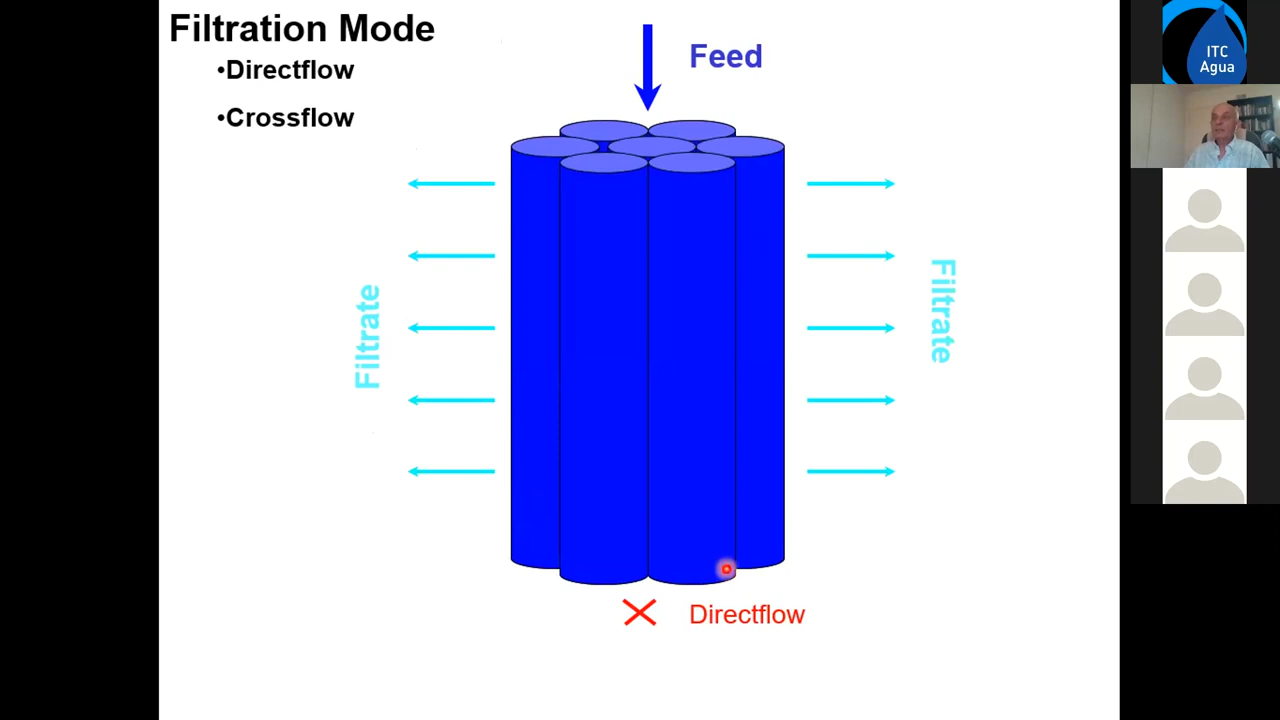 Filtration Mode
•Directflow
•Crossflow
Feed
Filtrate
Filtrate
Directflow
ITC
Agua